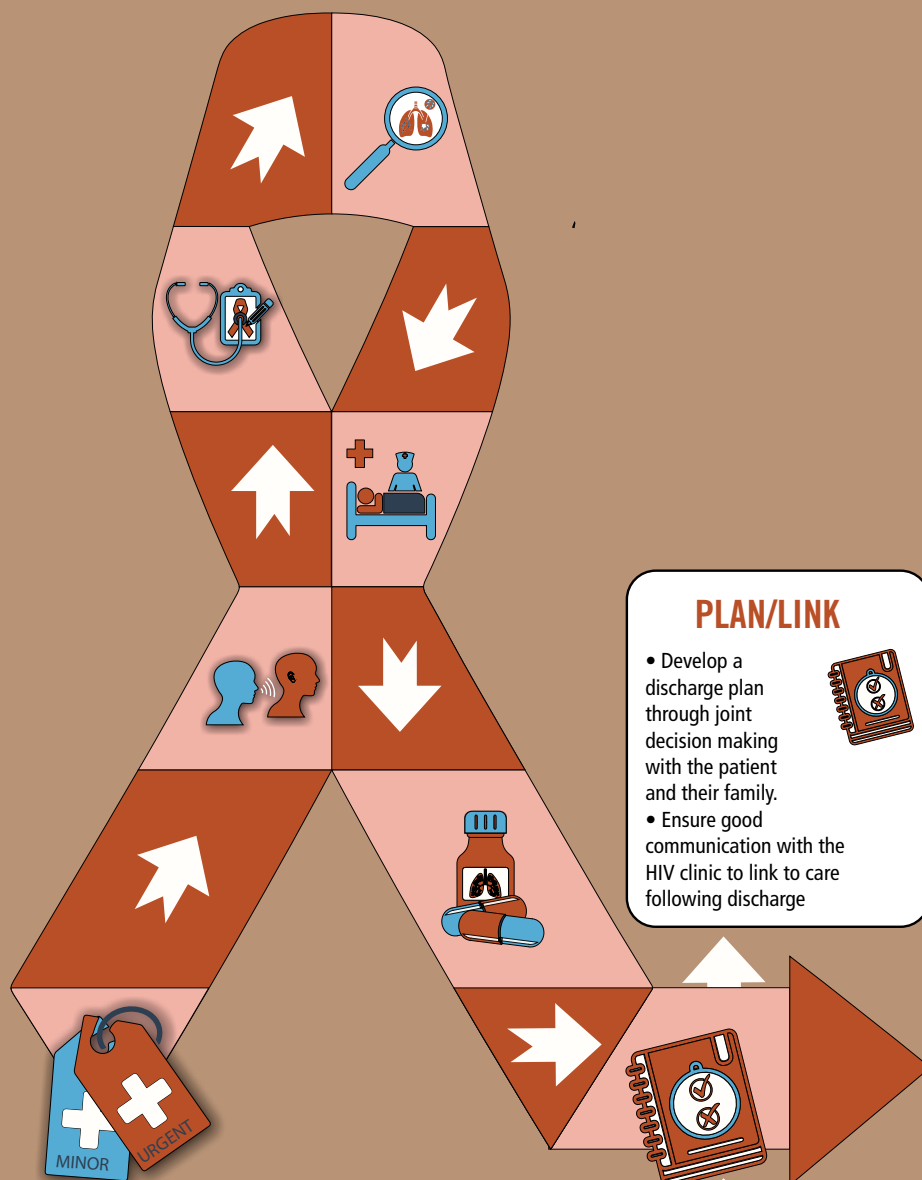 PLAN/LINK
• Develop a
discharge plan
through joint
decision making
with the patient
and their family.
• Ensure good
communication with the
HIV clinic to link to care
following discharge
MINOR
URGENT